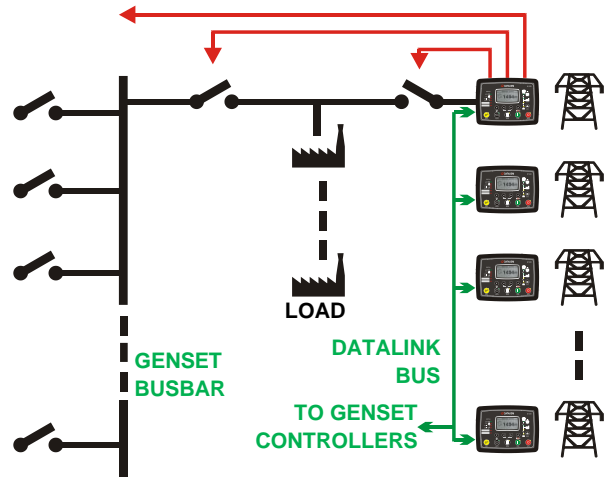 LOAD
GENSET
BUSBAR
DATALINK
BUS
TO GENSET
CONTROLLERS